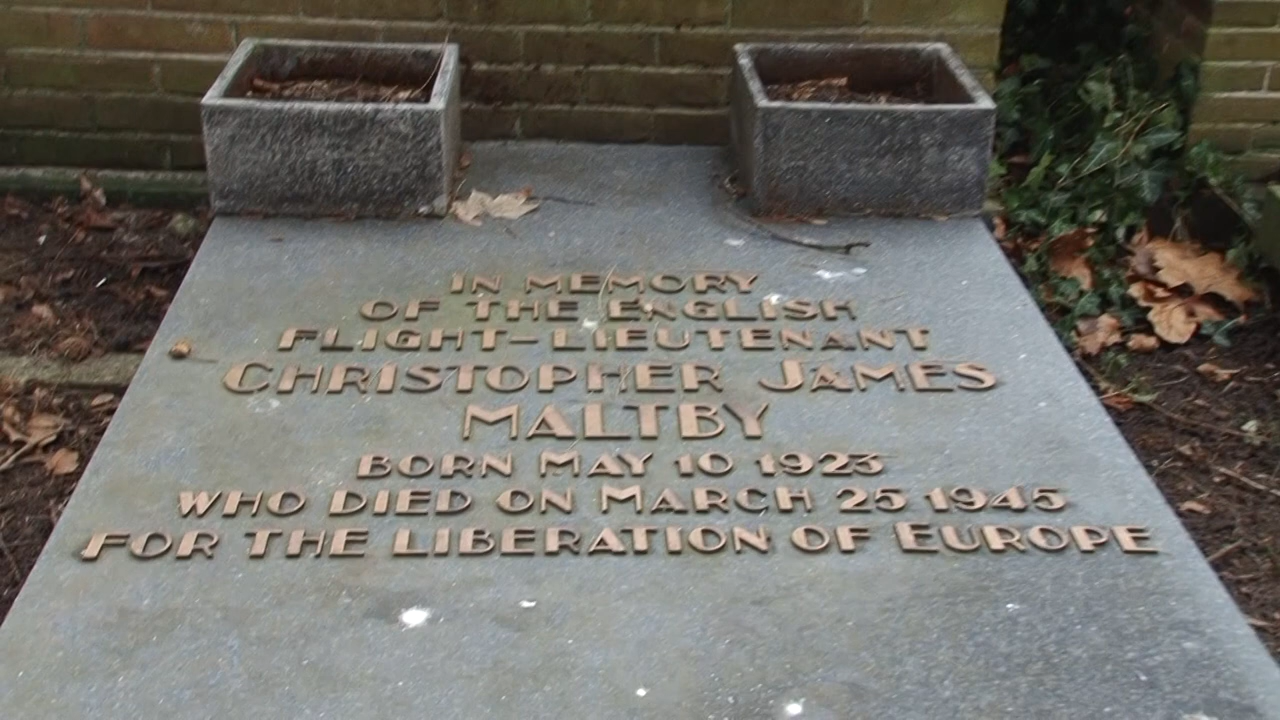 IN MEMORY
OF THE ENGLISH
FLIGHT-LIEUTENANT
CHRISTOPHER JAMES
MALTBY
BORN MAY 10 1923
WHO DIED ON MARCH 25 1945
FOR THE LIBERATION OF EUROPE